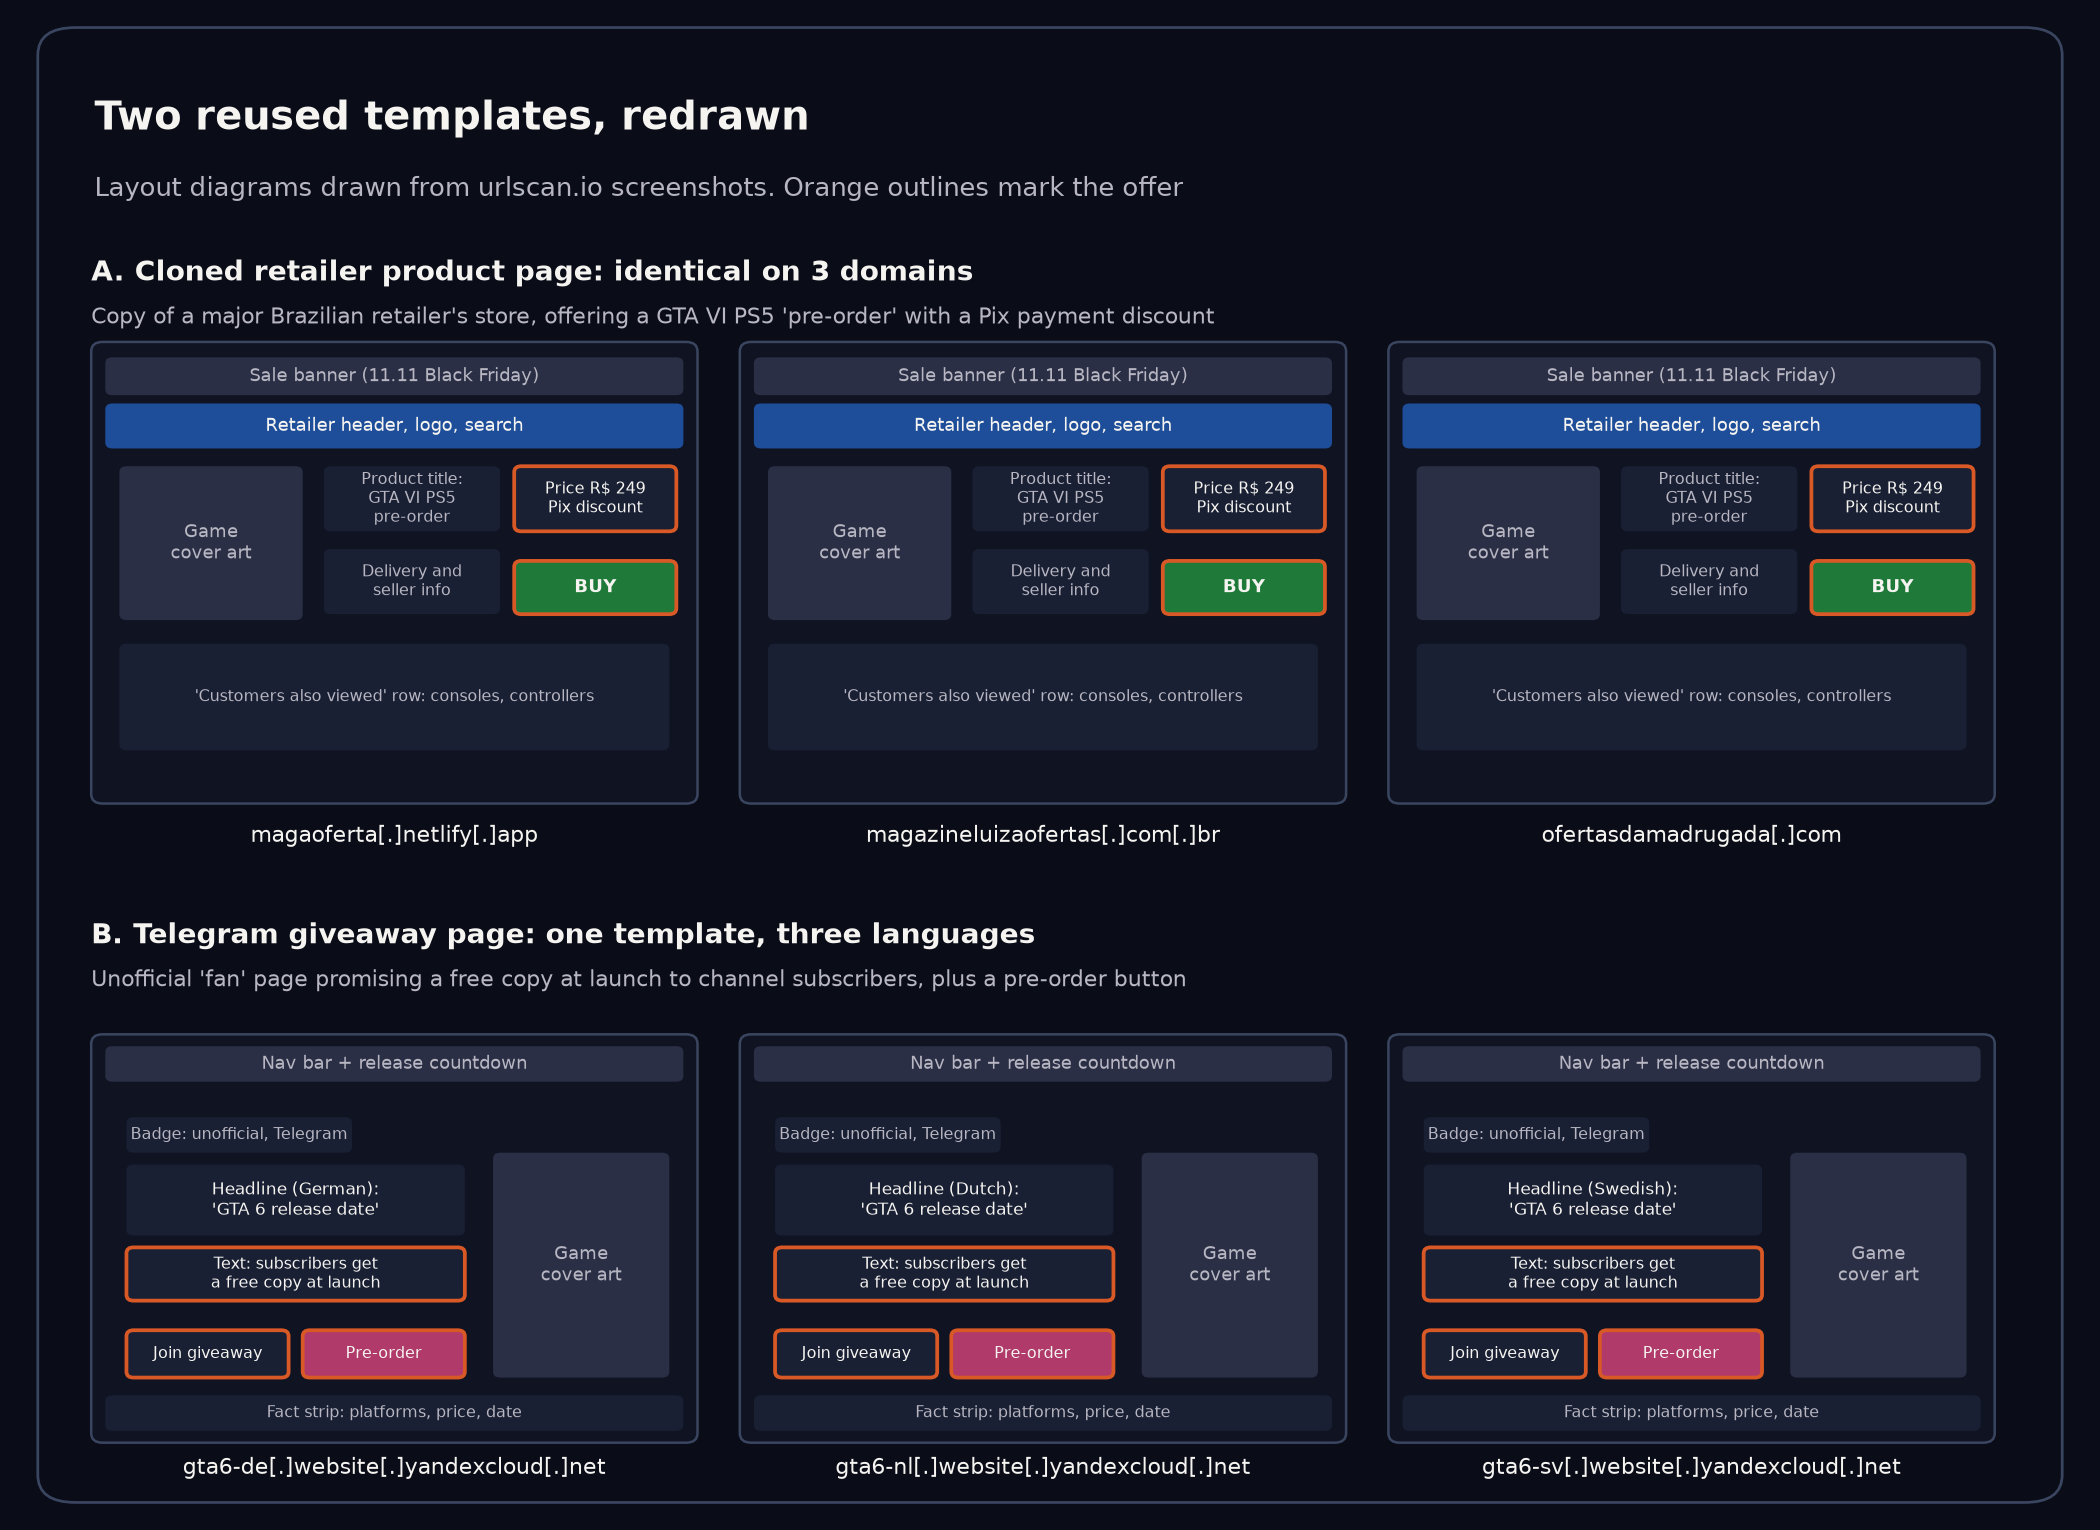 Two reused templates, redrawn
Layout diagrams drawn from urlscan.io screenshots. Orange outlines mark the offer
A. Cloned retailer product page: identical on 3 domains
Copy of a major Brazilian retailer's store, offering a GTA VI PS5 'pre-order' with a Pix payment discount
Sale banner (11.11 Black Friday)
Retailer header, logo, search
Game
cover art
Product title:
GTA VI PS5
pre-order
Price R$ 249
Pix discount
Delivery and
seller info
BUY
'Customers also viewed' row: consoles, controllers
magaoferta[.]netlify[.]app
Sale banner (11.11 Black Friday)
Retailer header, logo, search
Game
cover art
Product title:
GTA VI PS5
pre-order
Price R$ 249
Pix discount
Delivery and
seller info
BUY
'Customers also viewed' row: consoles, controllers
magazineluizaofertas[.]com[.]br
Sale banner (11.11 Black Friday)
Retailer header, logo, search
Game
cover art
Product title:
GTA VI PS5
pre-order
Price R$ 249
Pix discount
Delivery and
seller info
BUY
'Customers also viewed' row: consoles, controllers
ofertasdamadrugada[.]com
B. Telegram giveaway page: one template, three languages
Unofficial 'fan' page promising a free copy at launch to channel subscribers, plus a pre-order button
Nav bar + release countdown
Badge: unofficial, Telegram
Headline (German):
'GTA 6 release date'
Text: subscribers get
a free copy at launch
Join giveaway
Pre-order
Game
cover art
Fact strip: platforms, price, date
gta6-de[.]website[.]yandexcloud[.]net
Nav bar + release countdown
Badge: unofficial, Telegram
Headline (Dutch):
'GTA 6 release date'
Text: subscribers get
a free copy at launch
Join giveaway
Pre-order
Game
cover art
Fact strip: platforms, price, date
gta6-nl[.]website[.]yandexcloud[.]net
Nav bar + release countdown
Badge: unofficial, Telegram
Headline (Swedish):
'GTA 6 release date'
Text: subscribers get
a free copy at launch
Join giveaway
Pre-order
Game
cover art
Fact strip: platforms, price, date
gta6-sv[.]website[.]yandexcloud[.]net